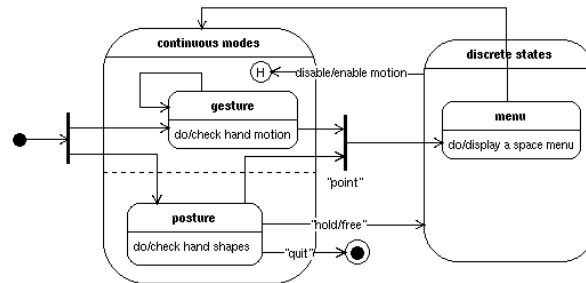 continuous modes
discrete states
H
disable/enable motion
gesture
do/check hand motion
menu
do/display a space menu
"point"
posture
do/check hand shapes
"hold/free"
"quit"